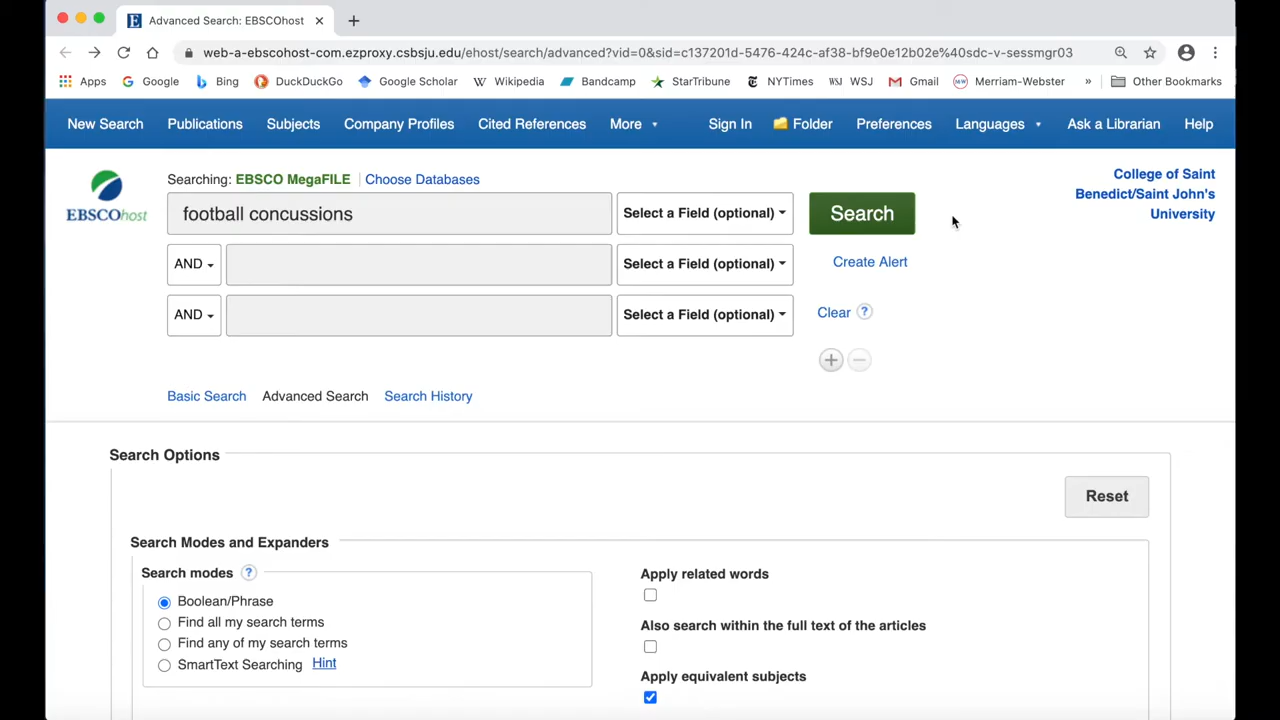 Advanced Search: EBSCOhost
web-a-ebscohost-com.ezproxy.csbsju.edu/ehost/search/advanced?vid=0&sid=c137201d-5476-424c-af38-bf9e0e12b02e%40sdc-v-sessmgr03
Apps Google Bing DuckDuckGo Google Scholar Wikipedia Bandcamp StarTribune NYTimes WSJ Gmail Merriam-Webster » Other Bookmarks
New Search Publications Subjects Company Profiles Cited References More Sign In Folder Preferences Languages Ask a Librarian Help
Searching: EBSCO MegaFILE Choose Databases
EBSCOhost
College of Saint
Benedict/Saint John's
University
football concussions Select a Field (optional) Search
AND Select a Field (optional) Create Alert
AND Select a Field (optional) Clear ?
Basic Search Advanced Search Search History
Search Options
Reset
Search Modes and Expanders
Search modes ?
Boolean/Phrase
Find all my search terms
Find any of my search terms
SmartText Searching Hint
Apply related words
Also search within the full text of the articles
Apply equivalent subjects